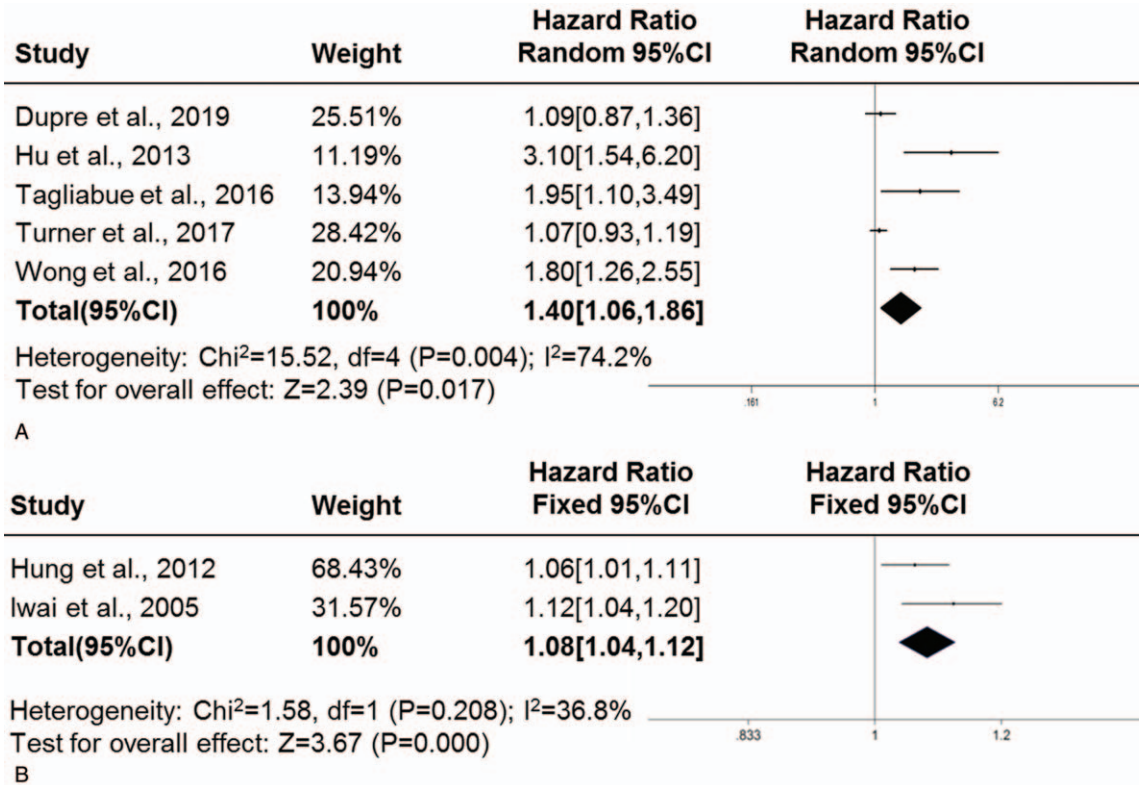 Study Weight Hazard Ratio Random 95%CI Hazard Ratio Random 95%CI
Dupre et al., 2019 25.51% 1.09[0.87,1.36]
Hu et al., 2013 11.19% 3.10[1.54,6.20]
Tagliabue et al., 2016 13.94% 1.95[1.10,3.49]
Turner et al., 2017 28.42% 1.07[0.93,1.19]
Wong et al., 2016 20.94% 1.80[1.26,2.55]
Total(95%CI) 100% 1.40[1.06,1.86]
Heterogeneity: Chi²=15.52, df=4 (P=0.004); I²=74.2%
Test for overall effect: Z=2.39 (P=0.017)
.161 1 6.2
A
Study Weight Hazard Ratio Fixed 95%CI Hazard Ratio Fixed 95%CI
Hung et al., 2012 68.43% 1.06[1.01,1.11]
Iwai et al., 2005 31.57% 1.12[1.04,1.20]
Total(95%CI) 100% 1.08[1.04,1.12]
Heterogeneity: Chi²=1.58, df=1 (P=0.208); I²=36.8%
Test for overall effect: Z=3.67 (P=0.000)
.833 1 1.2
B